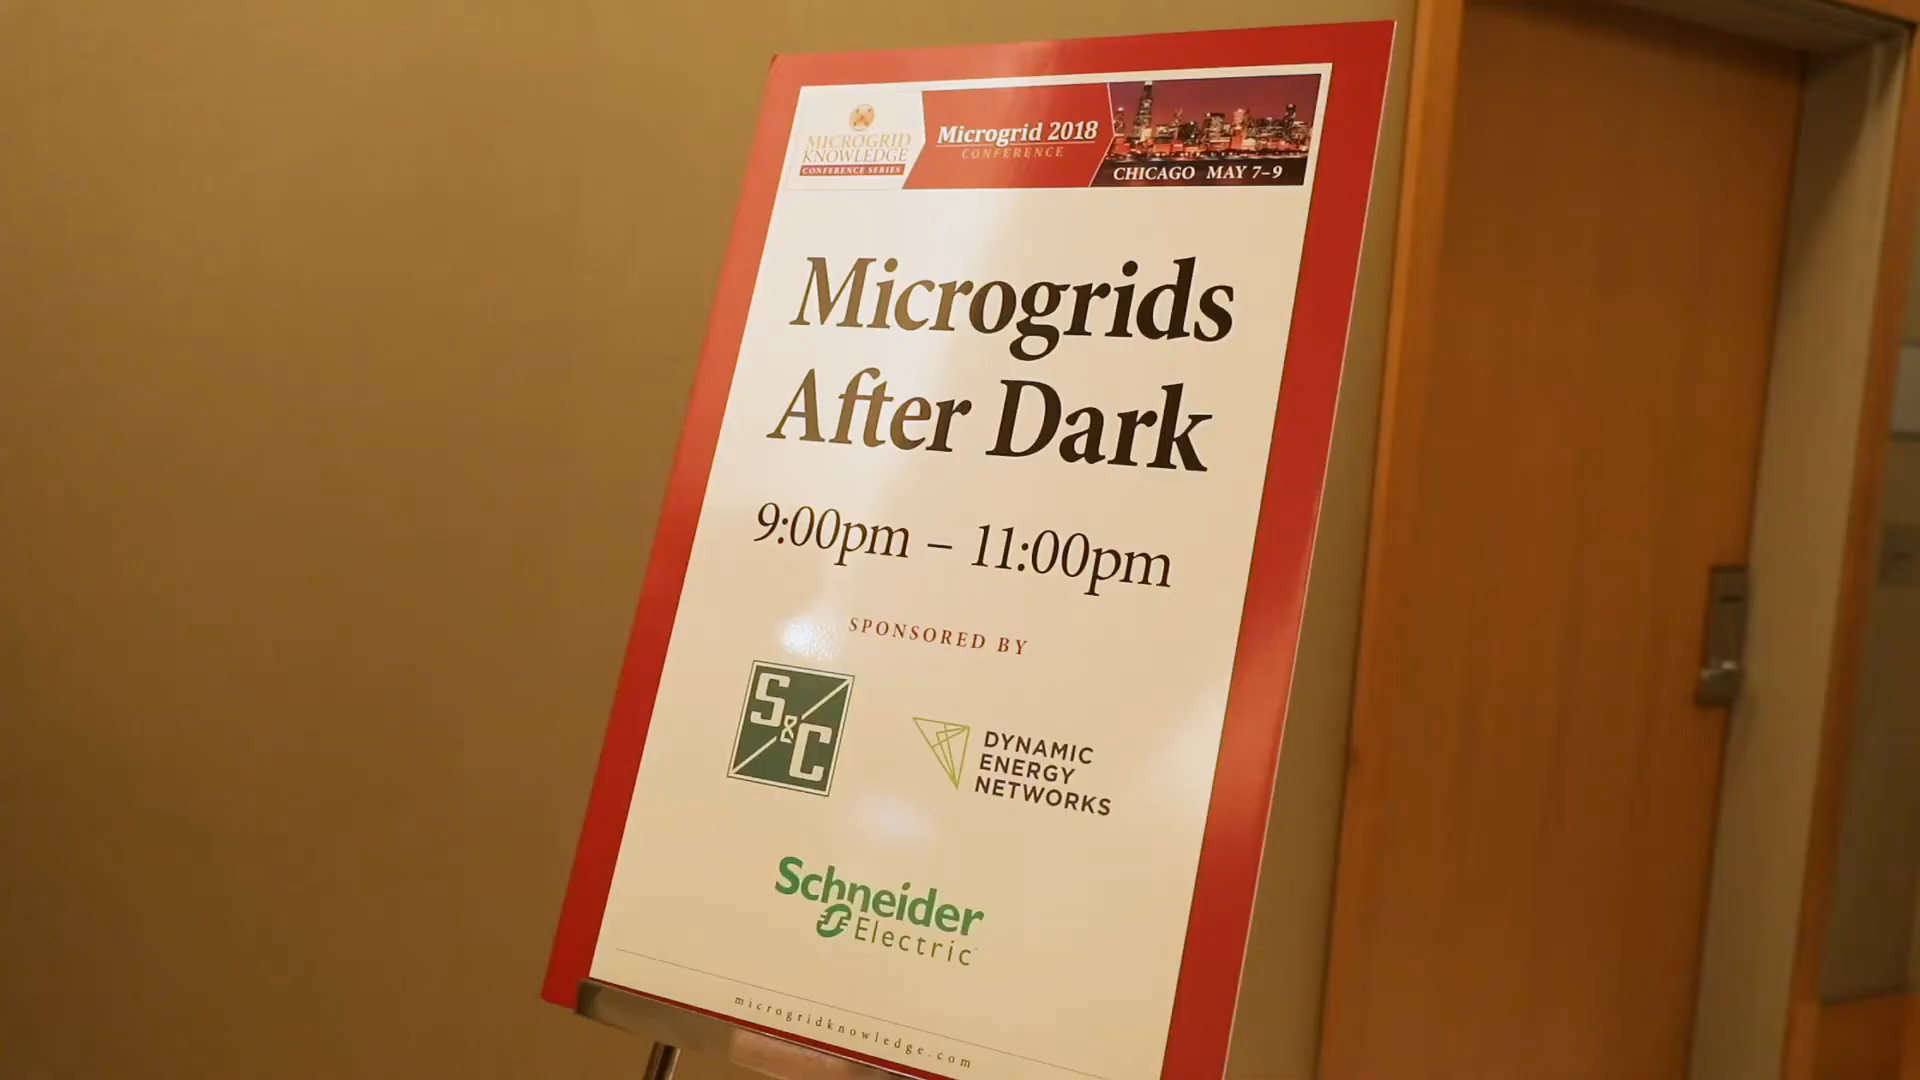 MICROGRID
KNOWLEDGE
CONFERENCE SERIES
Microgrid 2018
CONFERENCE
CHICAGO MAY 7–9
Microgrids
After Dark
9:00pm – 11:00pm
SPONSORED BY
S&C
DYNAMIC
ENERGY
NETWORKS
Schneider
Electric
microgridknowledge.com